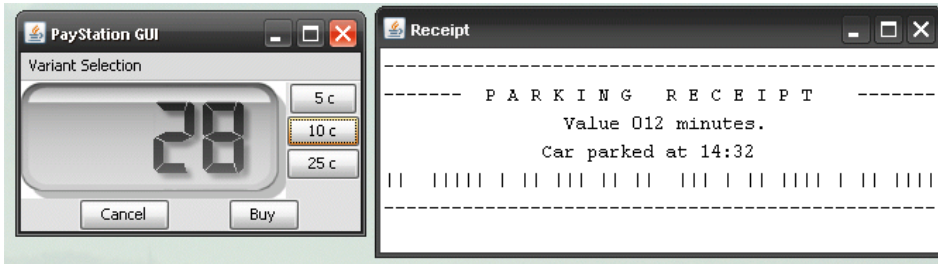 PayStation GUI
Variant Selection
28
5 c
10 c
25 c
Cancel
Buy
Receipt
--------------------------------------------------
------- P A R K I N G   R E C E I P T -------
Value 012 minutes.
Car parked at 14:32
|| ||||| | || ||| || || ||| | || |||| | || ||||
--------------------------------------------------